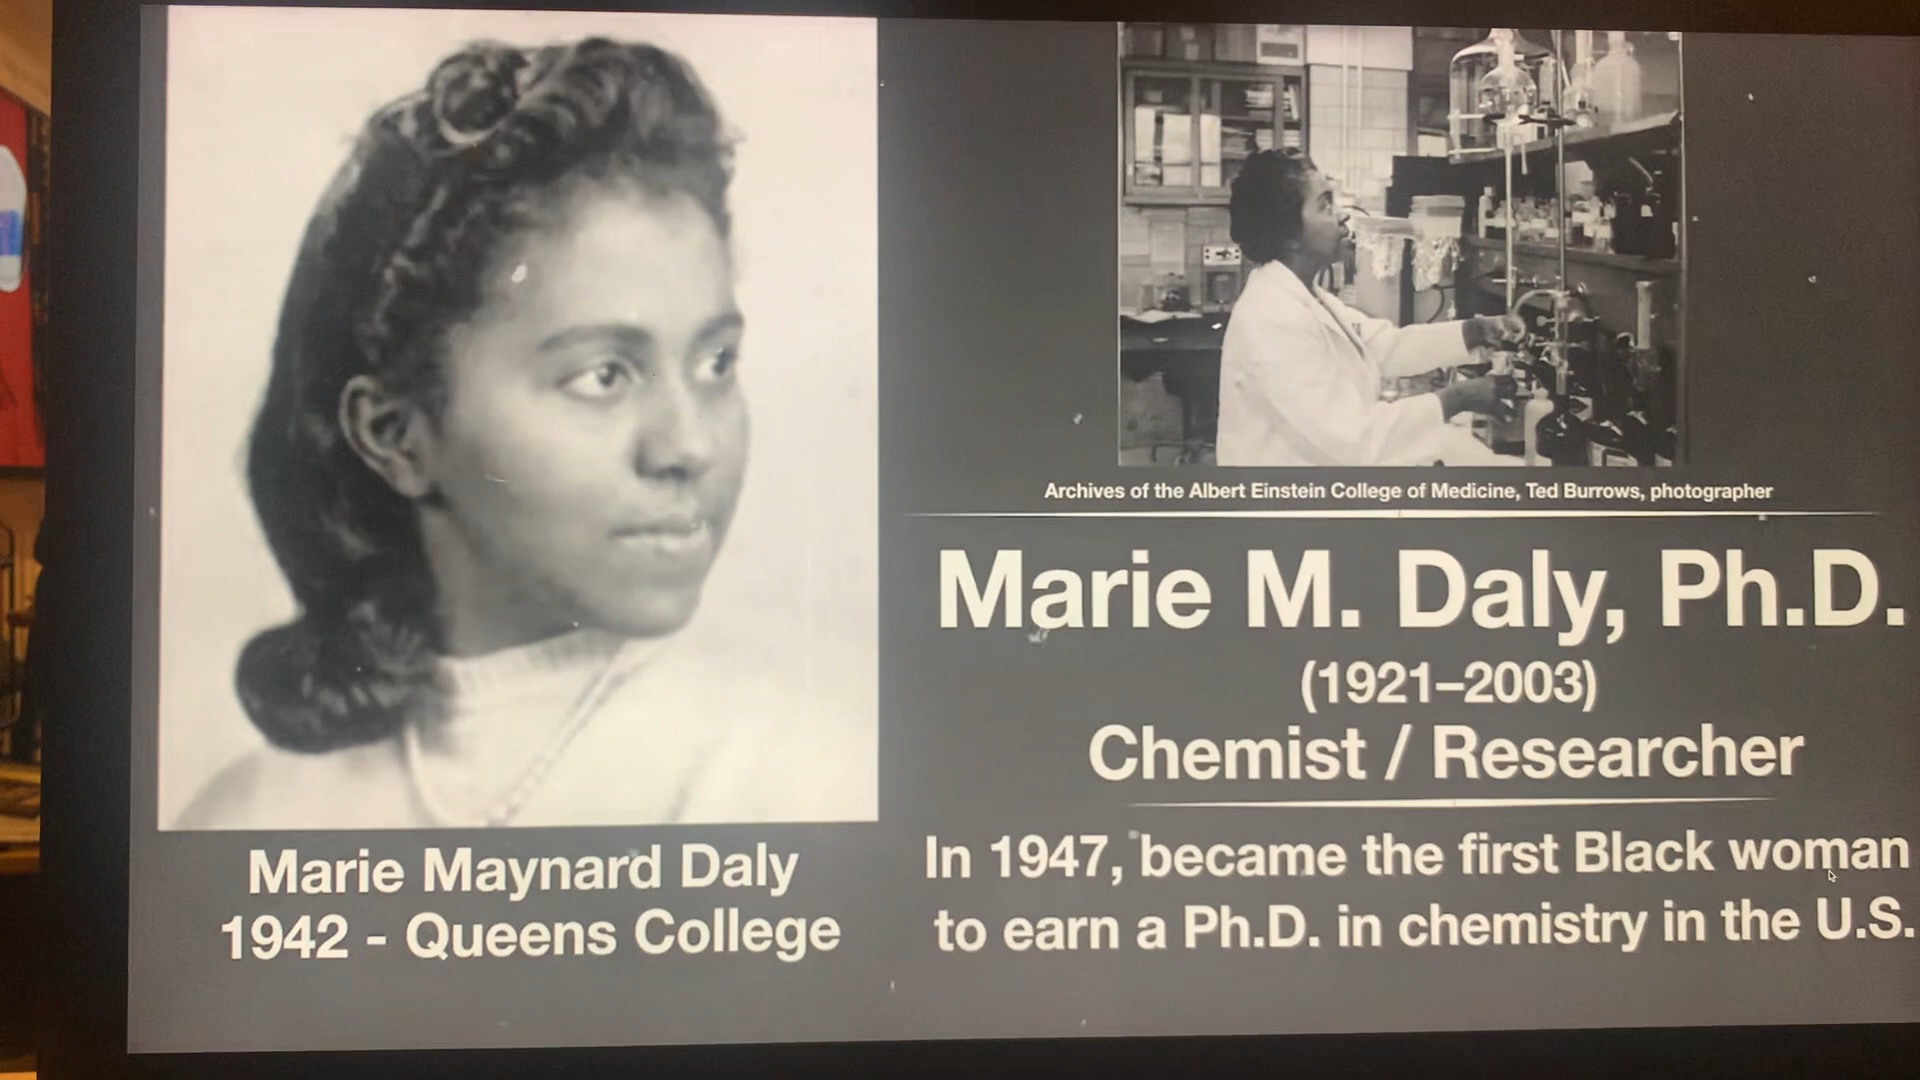 Marie Maynard Daly
1942 - Queens College
Archives of the Albert Einstein College of Medicine, Ted Burrows, photographer
Marie M. Daly, Ph.D.
(1921–2003)
Chemist / Researcher
In 1947, became the first Black woman
to earn a Ph.D. in chemistry in the U.S.